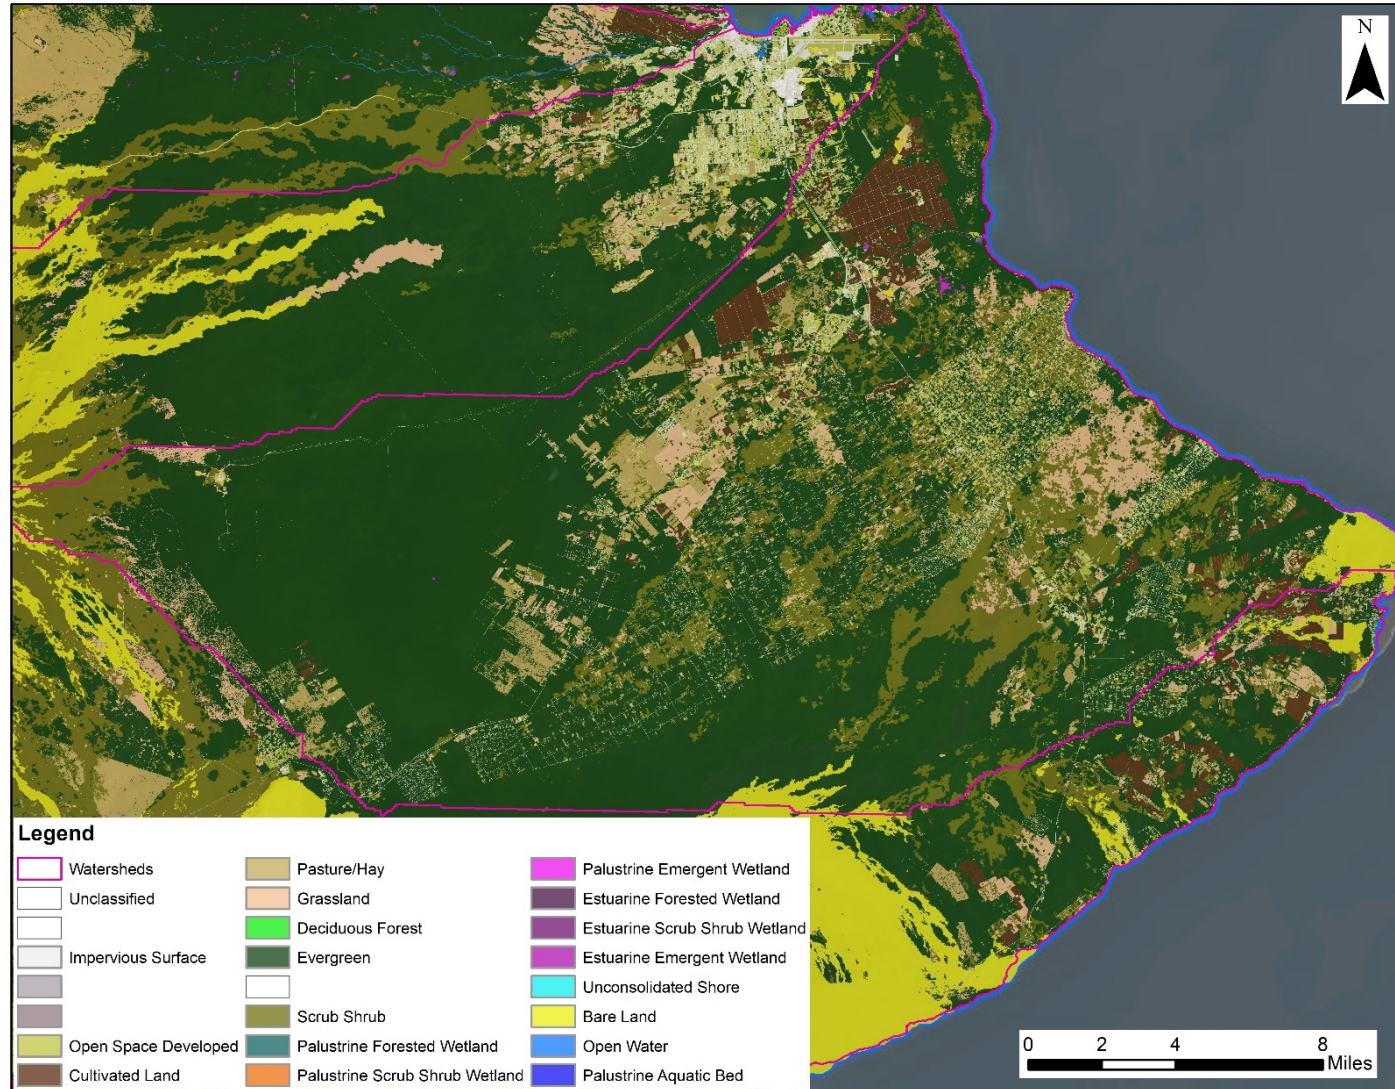 N
Legend
Watersheds
Unclassified
Impervious Surface
Open Space Developed
Cultivated Land
Pasture/Hay
Grassland
Deciduous Forest
Evergreen
Scrub Shrub
Palustrine Forested Wetland
Palustrine Scrub Shrub Wetland
Palustrine Emergent Wetland
Estuarine Forested Wetland
Estuarine Scrub Shrub Wetland
Estuarine Emergent Wetland
Unconsolidated Shore
Bare Land
Open Water
Palustrine Aquatic Bed
0 2 4 8
Miles